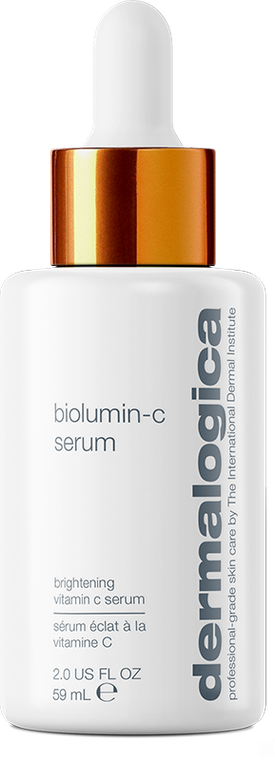 biolumin-c
serum
brightening
vitamin c serum
sérum éclat à la
vitamine C
2.0 US FL OZ
59 mL ℮
dermalogica
professional-grade skin care by The International Dermal Institute